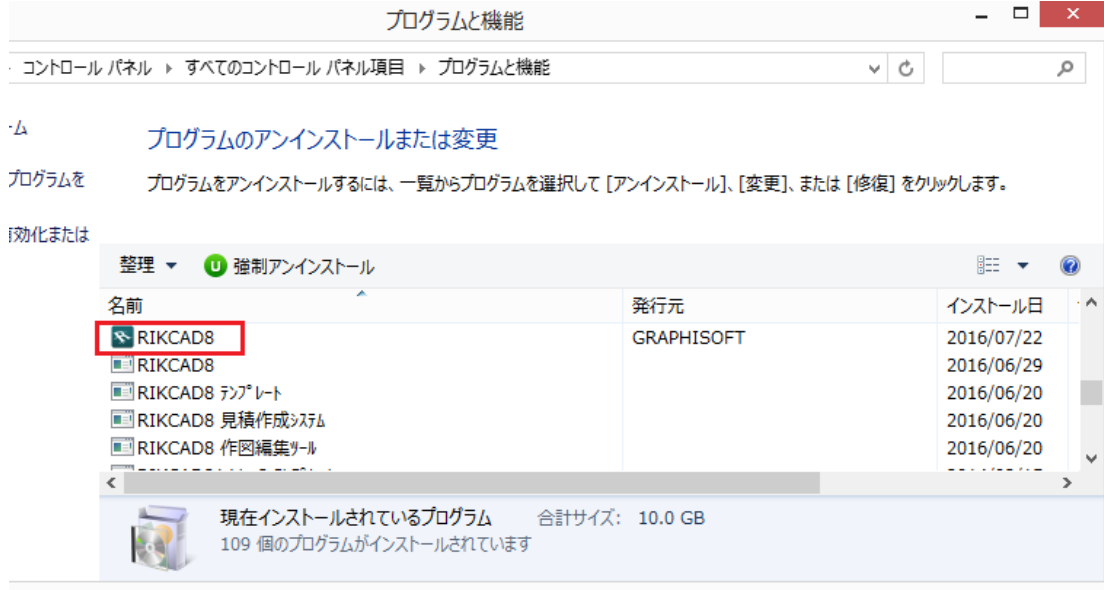 プログラムと機能
コントロール パネル ▸ すべてのコントロール パネル項目 ▸ プログラムと機能
プログラムのアンインストールまたは変更
プログラムを
プログラムをアンインストールするには、一覧からプログラムを選択して [アンインストール]、[変更]、または [修復] をクリックします。
有効化または
整理 強制アンインストール
名前 発行元 インストール日
RIKCAD8 GRAPHISOFT 2016/07/22
RIKCAD8 2016/06/29
RIKCAD8 テンプレート 2016/06/20
RIKCAD8 見積作成システム 2016/06/20
RIKCAD8 作図編集ツール 2016/06/20
現在インストールされているプログラム 合計サイズ: 10.0 GB
109 個のプログラムがインストールされています